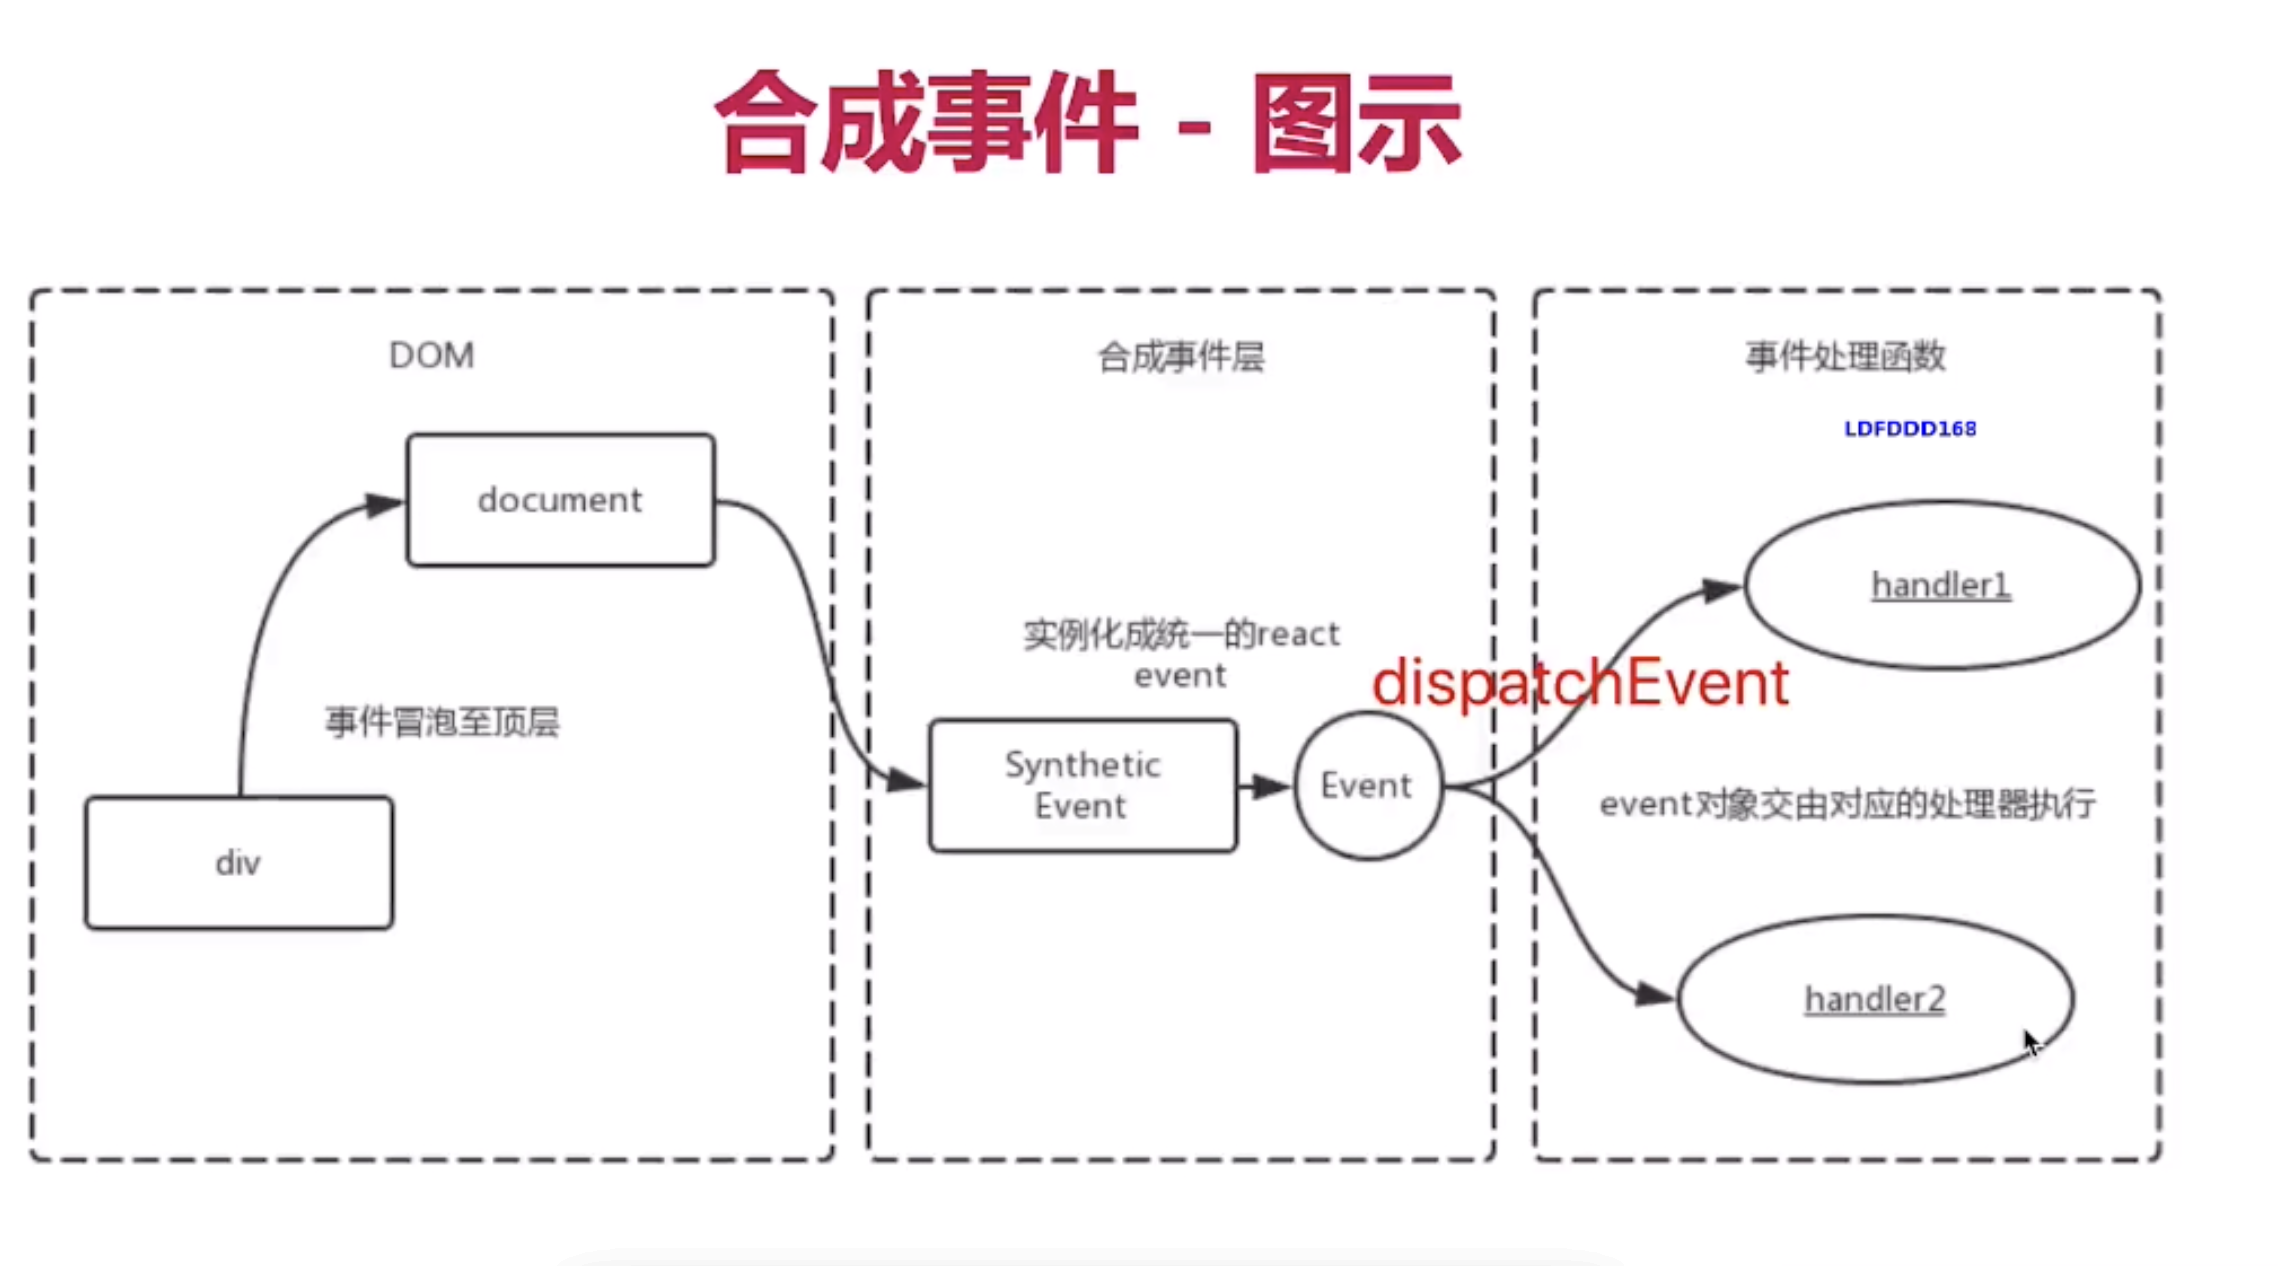 合成事件 - 图示
DOM
document
事件冒泡至顶层
div
合成事件层
实例化成统一的react
event
Synthetic
Event
Event
dispatchEvent
事件处理函数
LDFDDD168
handler1
event对象交由对应的处理器执行
handler2